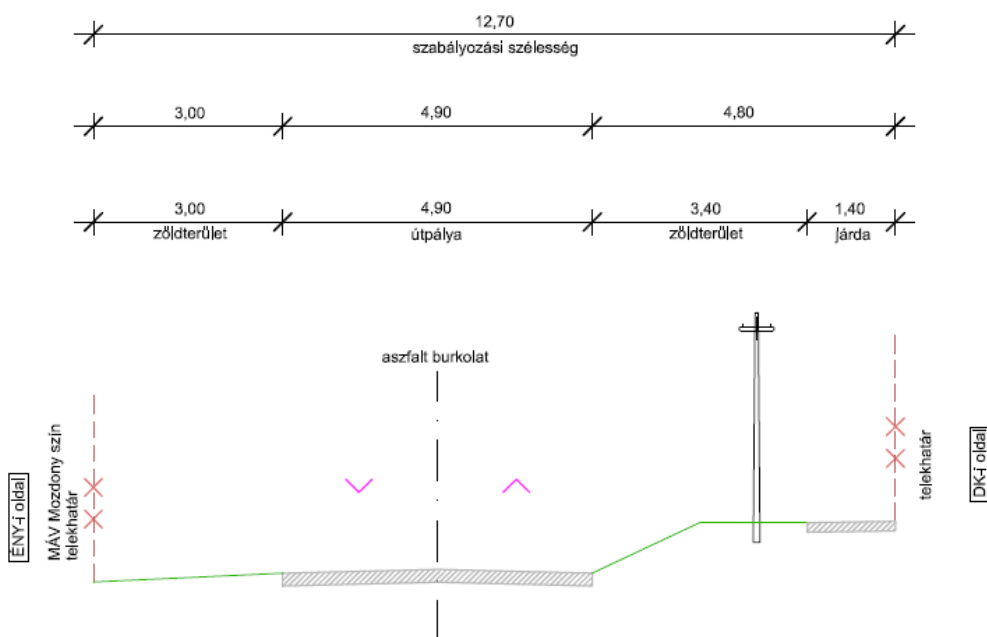 12,70
szabályozási szélesség
3,00
4,90
4,80
3,00
4,90
3,40
1,40
zöldterület
útpálya
zöldterület
járda
aszfalt burkolat
ÉNY-i oldal
MÁV Mozdony szín
telekhatár
telekhatár
DK-i oldal